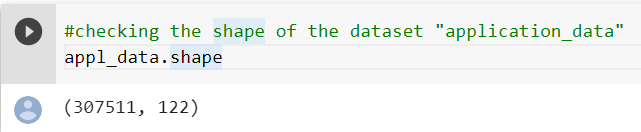 #checking the shape of the dataset "application_data"
appl_data.shape
(307511, 122)